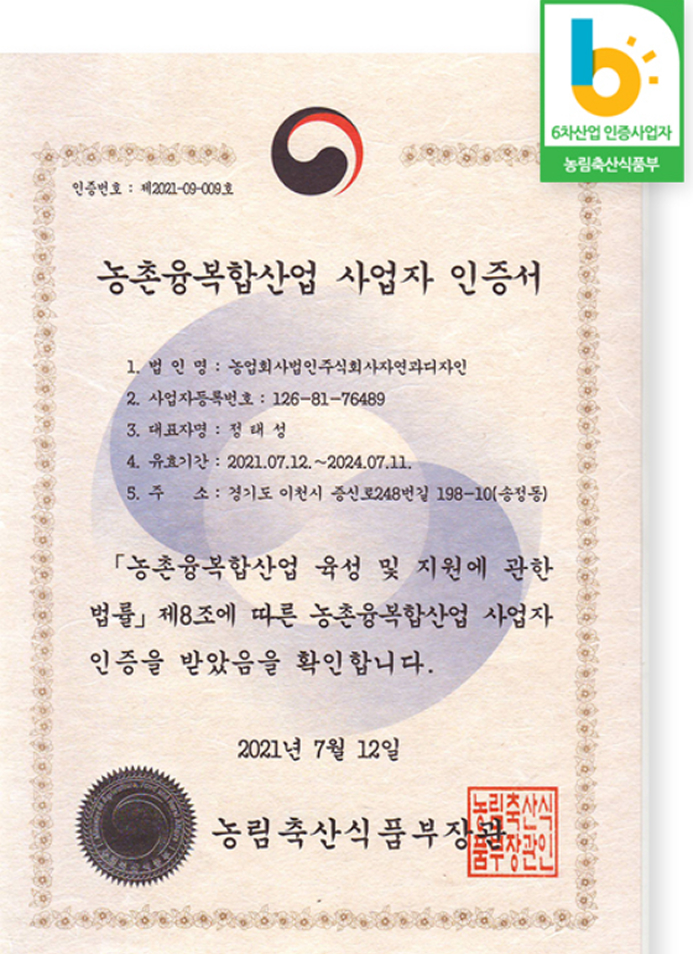 6차산업 인증사업자
농림축산식품부
인증번호 : 제2021-09-009호
농촌융복합산업 사업자 인증서
1. 법 인 명 : 농업회사법인주식회사자연과디자인
2. 사업자등록번호 : 126-81-76489
3. 대표자명 : 정 태 성
4. 유효기간 : 2021.07.12.~2024.07.11.
5. 주 소 : 경기도 이천시 증신로248번길 198-10(송정동)
「농촌융복합산업 육성 및 지원에 관한
법률」 제8조에 따른 농촌융복합산업 사업자
인증을 받았음을 확인합니다.
2021년 7월 12일
농림축산식품부장관
농림축산식
품부장관인